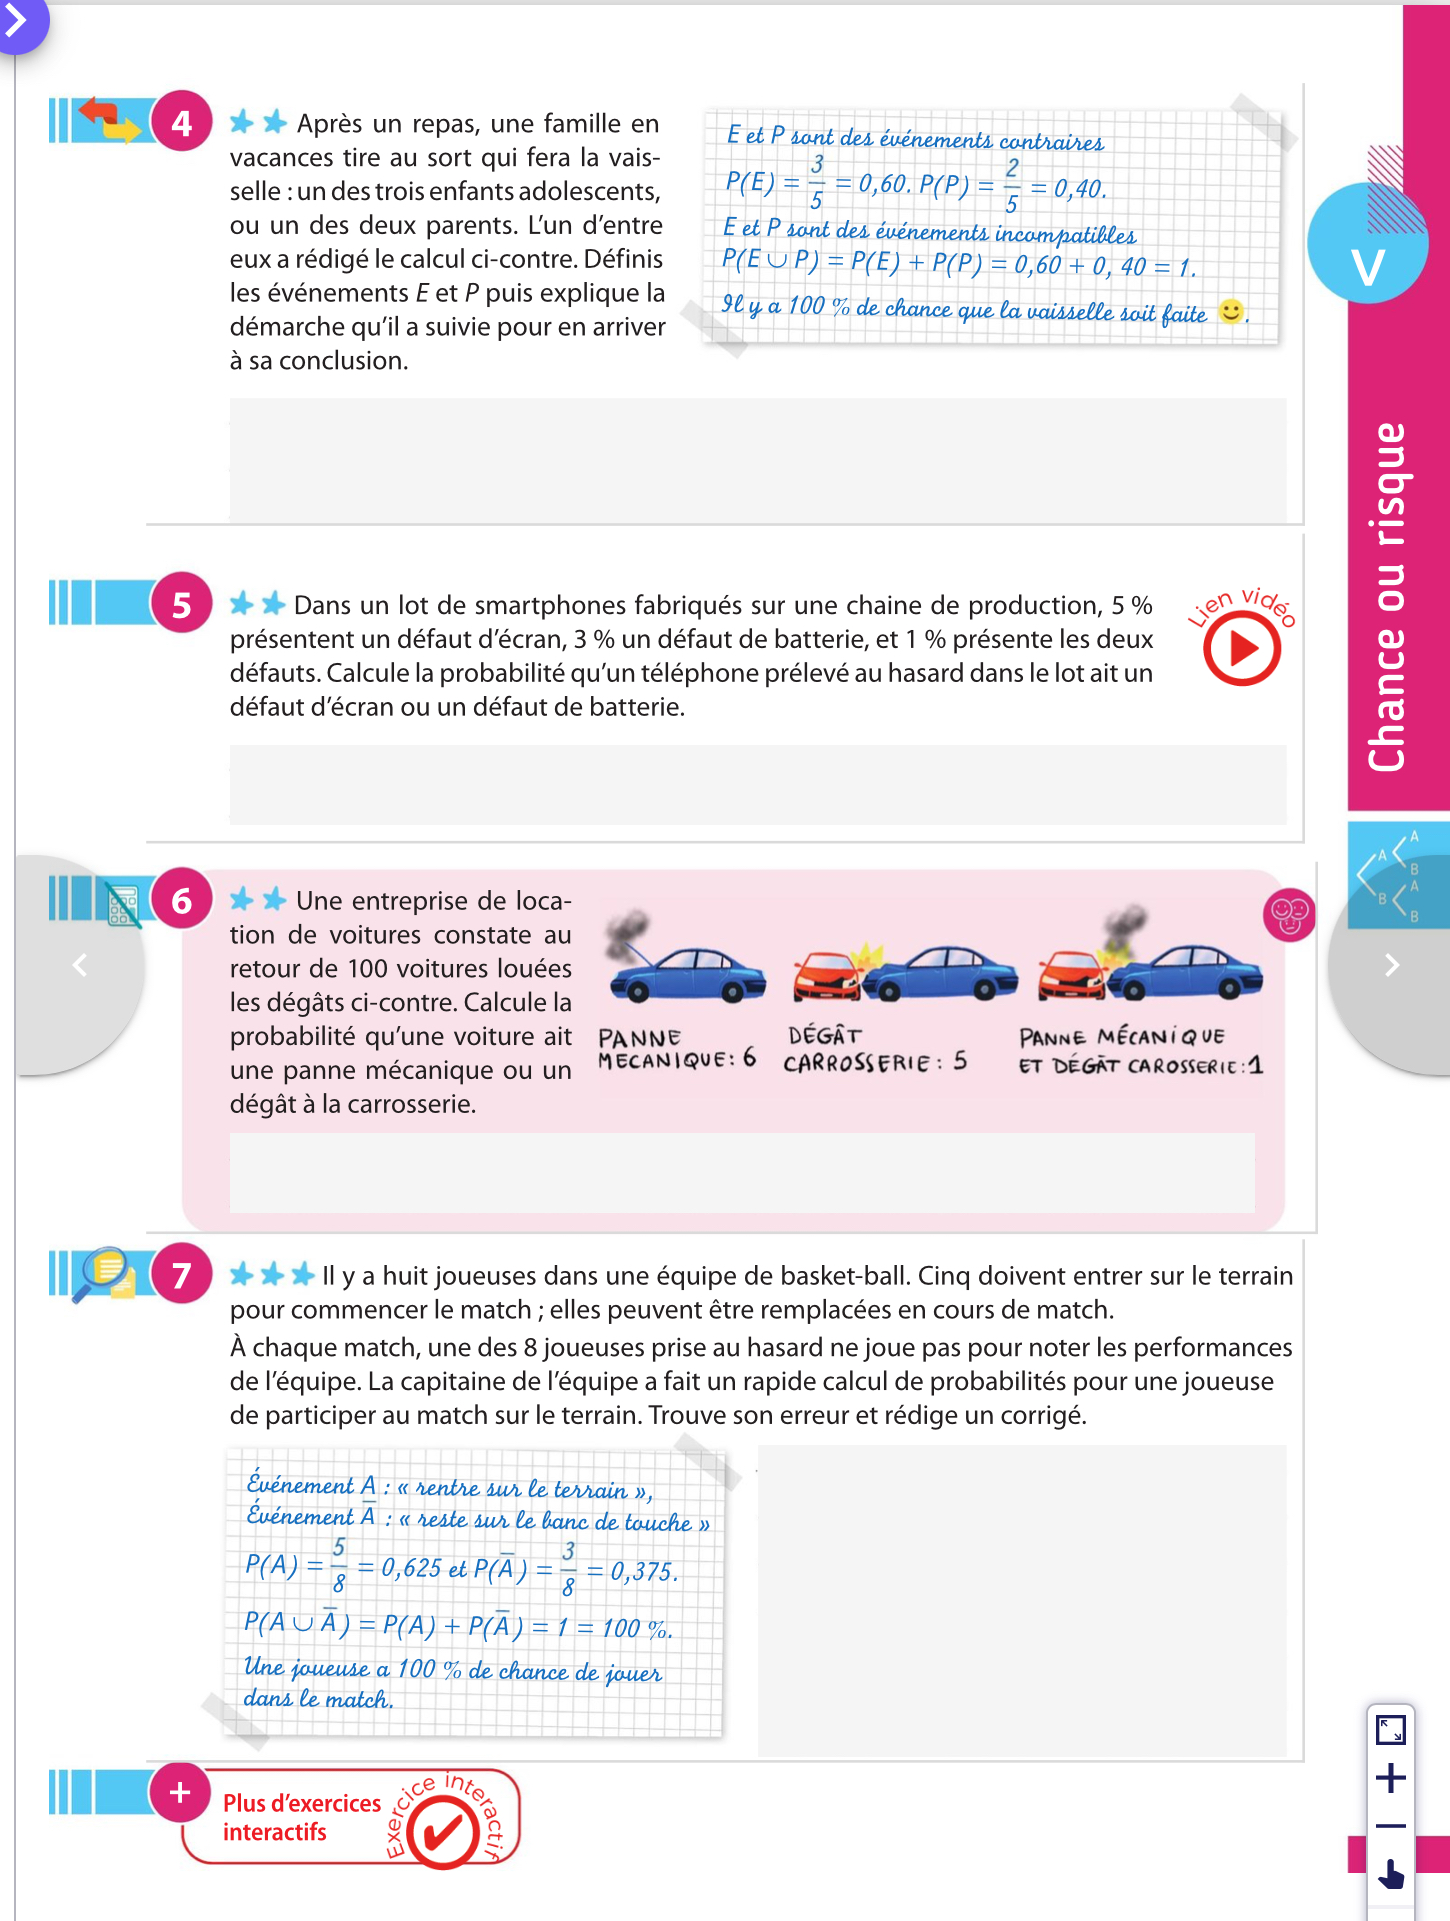 4
Après un repas, une famille en
vacances tire au sort qui fera la vais-
selle : un des trois enfants adolescents,
ou un des deux parents. L'un d'entre
eux a rédigé le calcul ci-contre. Définis
les événements E et P puis explique la
démarche qu'il a suivie pour en arriver
à sa conclusion.
E et P sont des événements contraires
P(E) = 3/5 = 0,60. P(P) = 2/5 = 0,40.
E et P sont des événements incompatibles
P(E ∪ P) = P(E) + P(P) = 0,60 + 0, 40 = 1.
Il y a 100 % de chance que la vaisselle soit faite 🙂.
V
Chance ou risque
A
A
B
A
B
B
5
Dans un lot de smartphones fabriqués sur une chaine de production, 5 %
présentent un défaut d'écran, 3 % un défaut de batterie, et 1 % présente les deux
défauts. Calcule la probabilité qu'un téléphone prélevé au hasard dans le lot ait un
défaut d'écran ou un défaut de batterie.
Lien vidéo
6
Une entreprise de loca-
tion de voitures constate au
retour de 100 voitures louées
les dégâts ci-contre. Calcule la
probabilité qu'une voiture ait
une panne mécanique ou un
dégât à la carrosserie.
PANNE
MECANIQUE : 6
DÉGÂT
CARROSSERIE : 5
PANNE MÉCANIQUE
ET DÉGÂT CAROSSERIE : 1
7
Il y a huit joueuses dans une équipe de basket-ball. Cinq doivent entrer sur le terrain
pour commencer le match ; elles peuvent être remplacées en cours de match.
À chaque match, une des 8 joueuses prise au hasard ne joue pas pour noter les performances
de l'équipe. La capitaine de l'équipe a fait un rapide calcul de probabilités pour une joueuse
de participer au match sur le terrain. Trouve son erreur et rédige un corrigé.
Événement A : « rentre sur le terrain »,
Événement A̅ : « reste sur le banc de touche »
P(A) = 5/8 = 0,625 et P(A̅) = 3/8 = 0,375.
P(A ∪ A̅) = P(A) + P(A̅) = 1 = 100 %.
Une joueuse a 100 % de chance de jouer
dans le match.
+
Plus d'exercices
interactifs
Exercice interactif